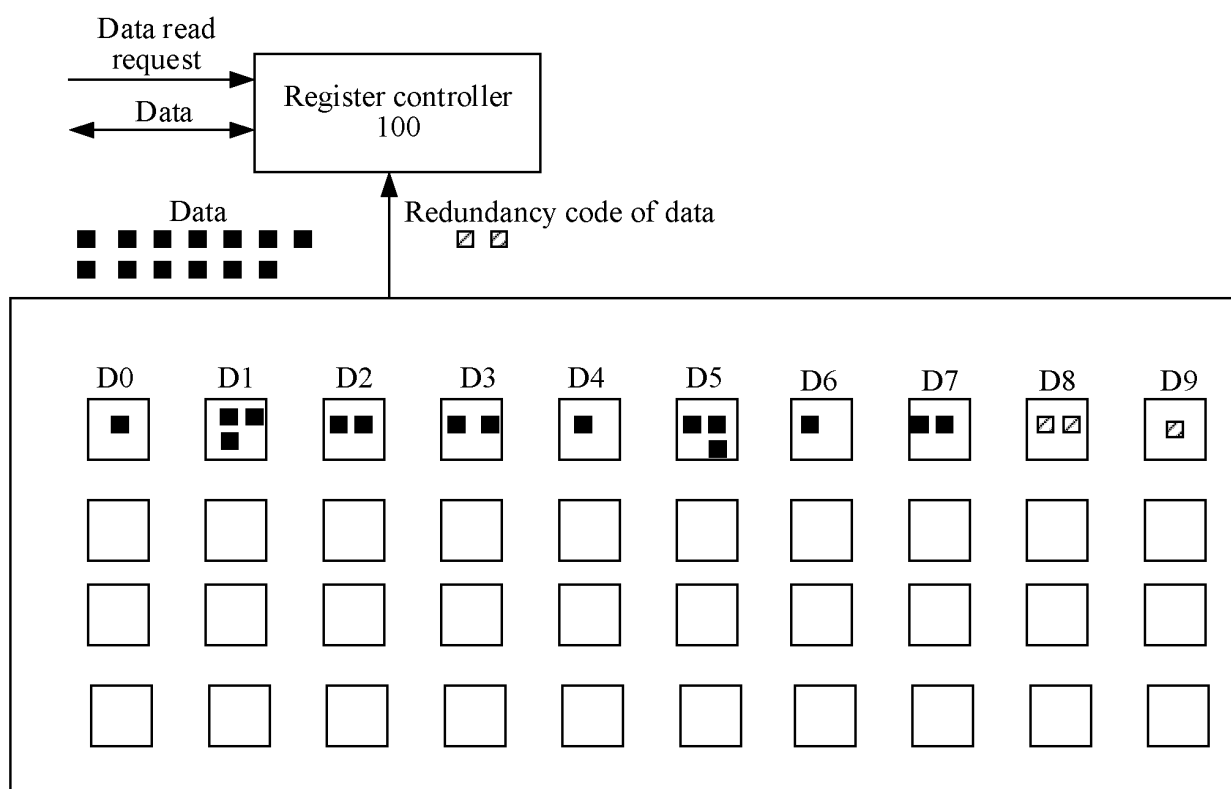 Data read
request
Register controller
100
Data
Data
Redundancy code of data
D0 D1 D2 D3 D4 D5 D6 D7 D8 D9